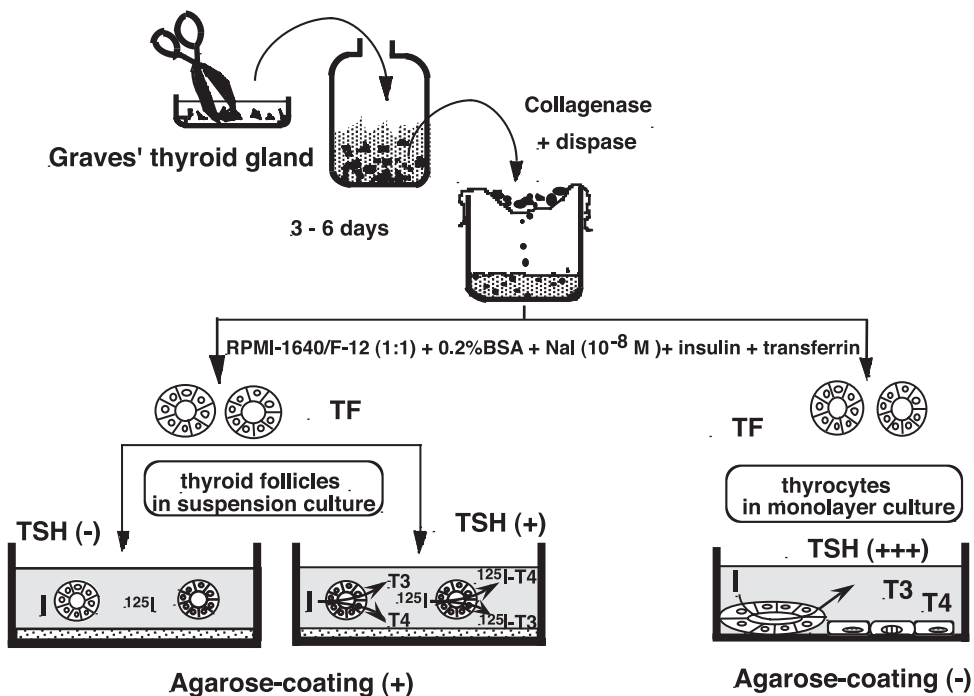 Collagenase
+ dispase
Graves' thyroid gland
3 - 6 days
RPMI-1640/F-12 (1:1) + 0.2%BSA + NaI (10-8 M )+ insulin + transferrin
TF
TF
thyroid follicles
in suspension culture
thyrocytes
in monolayer culture
TSH (-)
TSH (+)
TSH (+++)
I
125I
I
T3
T4
125I
125I-T4
125I-T3
I
T3
T4
Agarose-coating (+)
Agarose-coating (-)